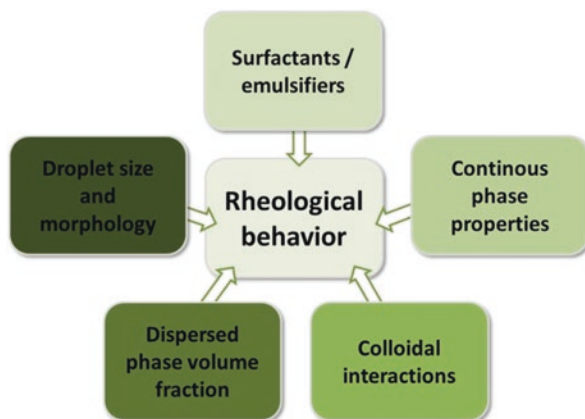 Surfactants /
emulsifiers
Droplet size
and
morphology
Rheological
behavior
Continous
phase
properties
Dispersed
phase volume
fraction
Colloidal
interactions